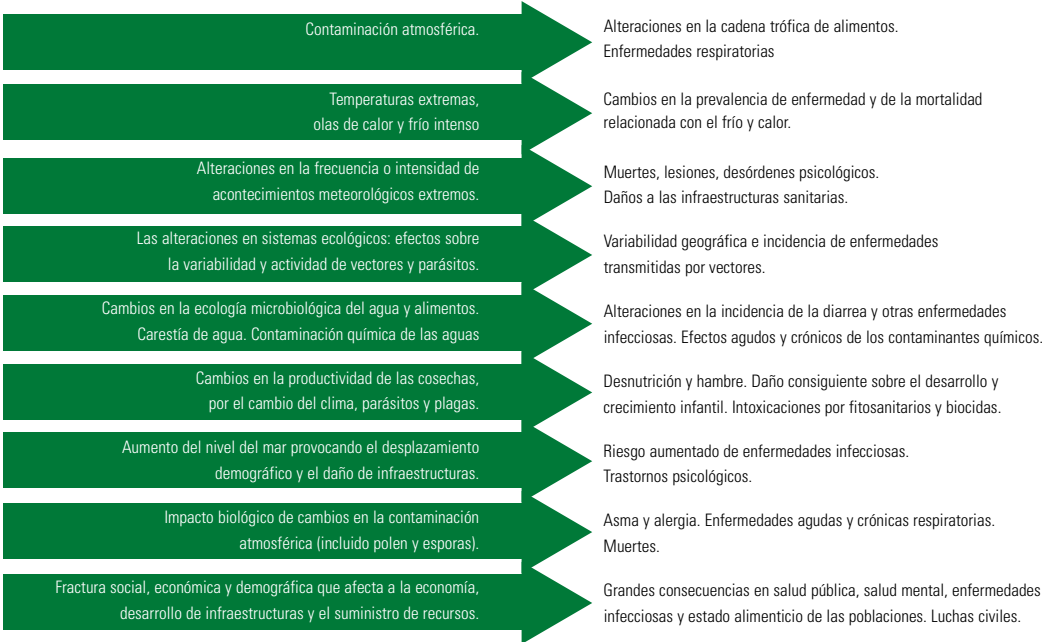 Contaminación atmosférica.
Alteraciones en la cadena trófica de alimentos.
Enfermedades respiratorias
Temperaturas extremas,
olas de calor y frío intenso
Cambios en la prevalencia de enfermedad y de la mortalidad
relacionada con el frío y calor.
Alteraciones en la frecuencia o intensidad de
acontecimientos meteorológicos extremos.
Muertes, lesiones, desórdenes psicológicos.
Daños a las infraestructuras sanitarias.
Las alteraciones en sistemas ecológicos: efectos sobre
la variabilidad y actividad de vectores y parásitos.
Variabilidad geográfica e incidencia de enfermedades
transmitidas por vectores.
Cambios en la ecología microbiológica del agua y alimentos.
Carestía de agua. Contaminación química de las aguas
Alteraciones en la incidencia de la diarrea y otras enfermedades
infecciosas. Efectos agudos y crónicos de los contaminantes químicos.
Cambios en la productividad de las cosechas,
por el cambio del clima, parásitos y plagas.
Desnutrición y hambre. Daño consiguiente sobre el desarrollo y
crecimiento infantil. Intoxicaciones por fitosanitarios y biocidas.
Aumento del nivel del mar provocando el desplazamiento
demográfico y el daño de infraestructuras.
Riesgo aumentado de enfermedades infecciosas.
Trastornos psicológicos.
Impacto biológico de cambios en la contaminación
atmosférica (incluido polen y esporas).
Asma y alergia. Enfermedades agudas y crónicas respiratorias.
Muertes.
Fractura social, económica y demográfica que afecta a la economía,
desarrollo de infraestructuras y el suministro de recursos.
Grandes consecuencias en salud pública, salud mental, enfermedades
infecciosas y estado alimenticio de las poblaciones. Luchas civiles.